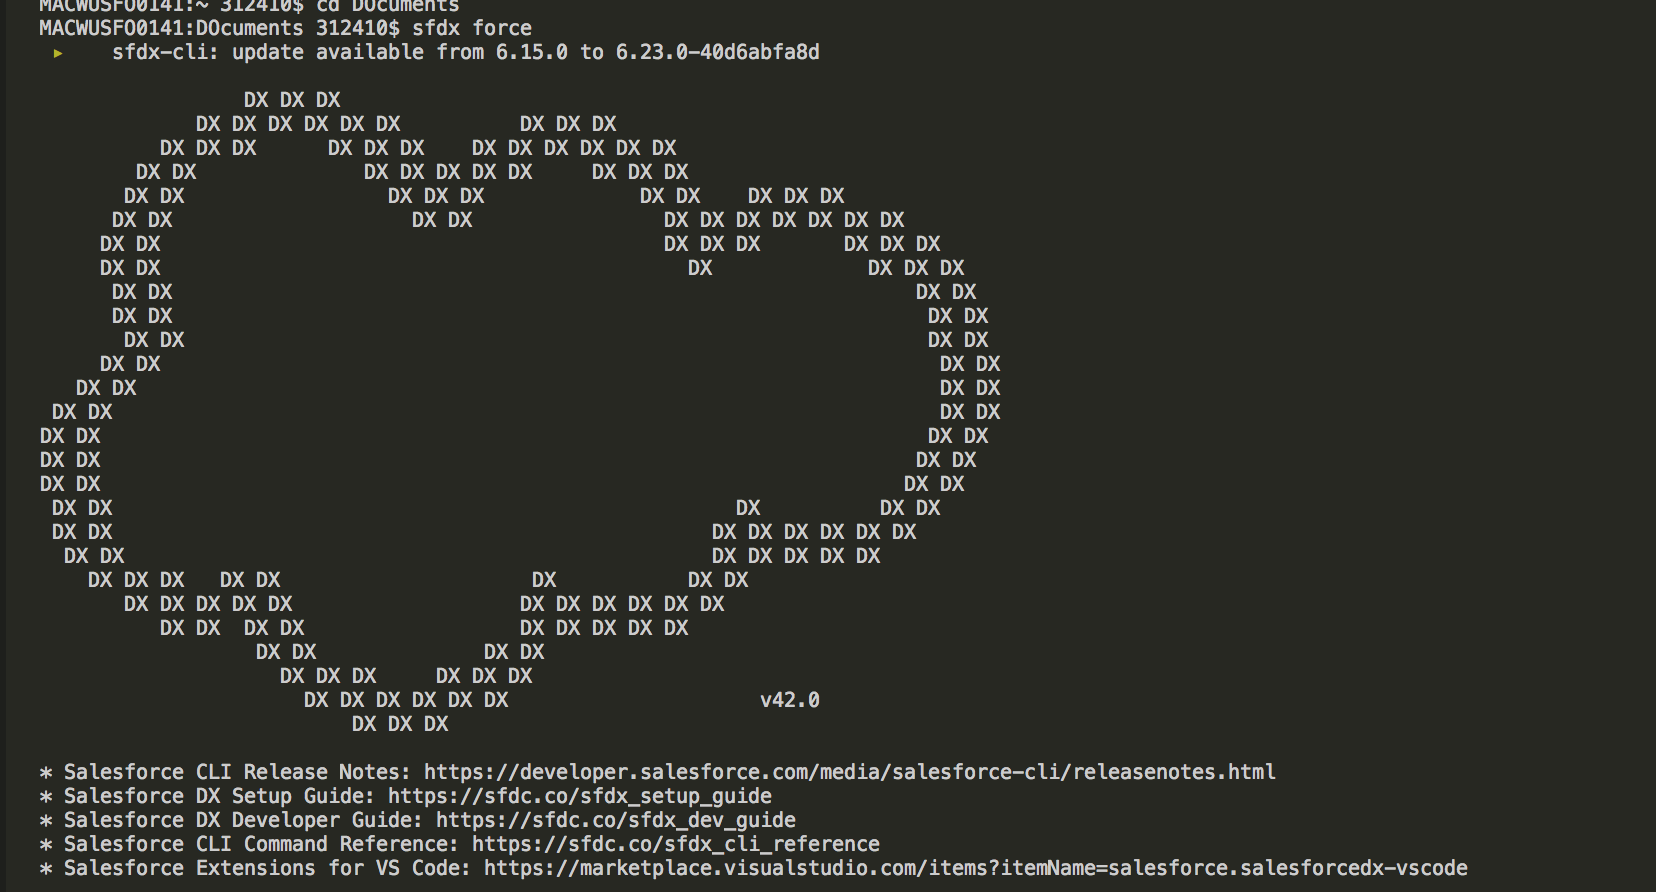 MACWUSFO0141:~ 312410$ cd DOcuments
MACWUSFO0141:DOcuments 312410$ sfdx force
▸    sfdx-cli: update available from 6.15.0 to 6.23.0-40d6abfa8d
DX DX DX
DX DX DX DX DX DX          DX DX DX
DX DX DX      DX DX DX    DX DX DX DX DX DX
DX DX              DX DX DX DX DX     DX DX DX
DX DX                 DX DX DX             DX DX    DX DX DX
DX DX                    DX DX                DX DX DX DX DX DX DX
DX DX                                          DX DX DX       DX DX DX
DX DX                                            DX             DX DX DX
DX DX                                                              DX DX
DX DX                                                               DX DX
DX DX                                                              DX DX
DX DX                                                                 DX DX
DX DX                                                                   DX DX
DX DX                                                                     DX DX
DX DX                                                                     DX DX
DX DX                                                                    DX DX
DX DX                                                                   DX DX
DX DX                                                    DX          DX DX
DX DX                                                  DX DX DX DX DX DX
DX DX                                                 DX DX DX DX DX
DX DX DX   DX DX                     DX           DX DX
DX DX DX DX DX                   DX DX DX DX DX DX
DX DX  DX DX                  DX DX DX DX DX
DX DX              DX DX
DX DX DX     DX DX DX
DX DX DX DX DX DX                     v42.0
DX DX DX
* Salesforce CLI Release Notes: https://developer.salesforce.com/media/salesforce-cli/releasenotes.html
* Salesforce DX Setup Guide: https://sfdc.co/sfdx_setup_guide
* Salesforce DX Developer Guide: https://sfdc.co/sfdx_dev_guide
* Salesforce CLI Command Reference: https://sfdc.co/sfdx_cli_reference
* Salesforce Extensions for VS Code: https://marketplace.visualstudio.com/items?itemName=salesforce.salesforcedx-vscode